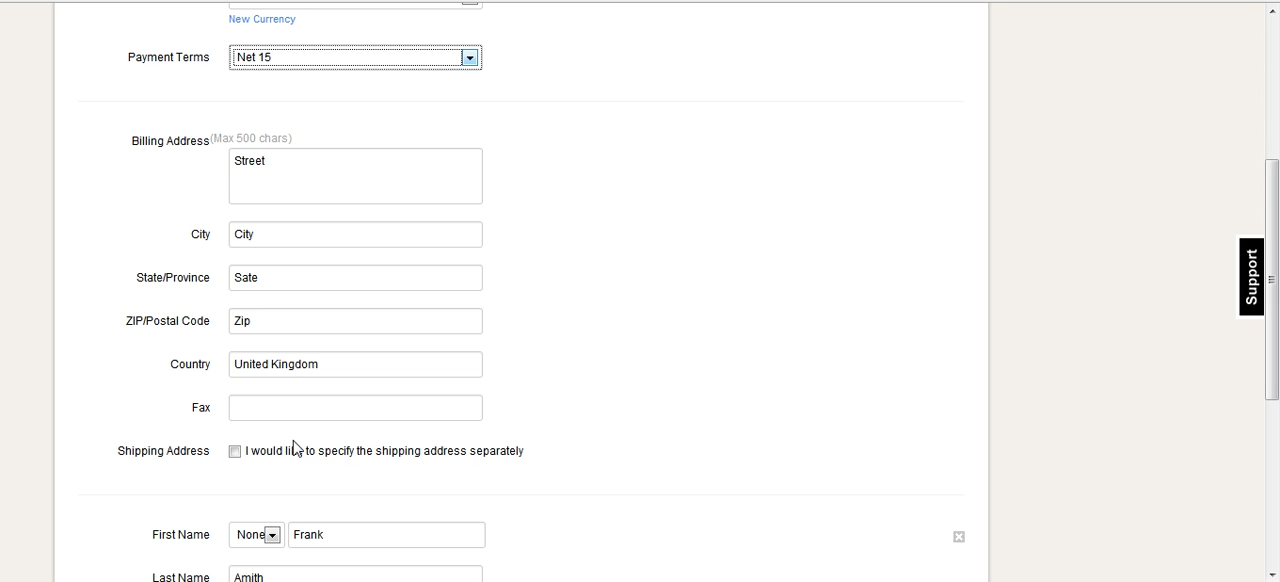 New Currency
Payment Terms Net 15
Billing Address(Max 500 chars)
Street
City City
State/Province Sate
ZIP/Postal Code Zip
Country United Kingdom
Fax
Shipping Address I would like to specify the shipping address separately
First Name None Frank
Last Name Amith
Support